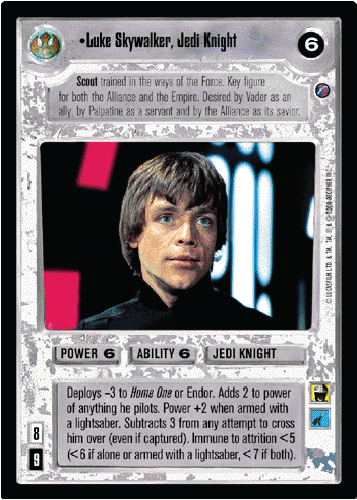 •Luke Skywalker, Jedi Knight
6
Scout trained in the ways of the Force. Key figure
for both the Alliance and the Empire. Desired by Vader as an
ally, by Palpatine as a servant and by the Alliance as its savior.
POWER 6
ABILITY 6
JEDI KNIGHT
Deploys -3 to Home One or Endor. Adds 2 to power
of anything he pilots. Power +2 when armed with
a lightsaber. Subtracts 3 from any attempt to cross
him over (even if captured). Immune to attrition <5
(<6 if alone or armed with a lightsaber, <7 if both).
8
9